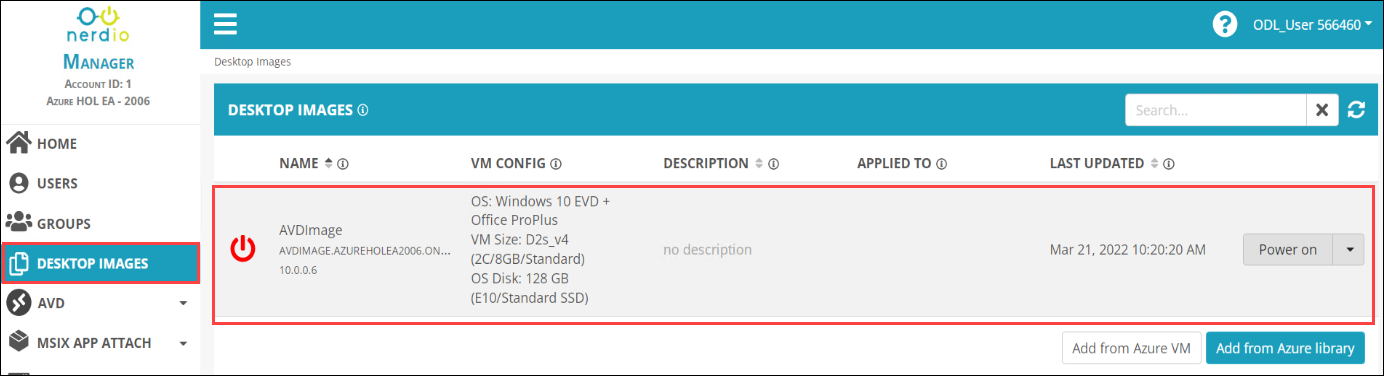 nerdio
MANAGER
ACCOUNT ID: 1
AZURE HOL EA - 2006
HOME
USERS
GROUPS
DESKTOP IMAGES
AVD
MSIX APP ATTACH
? ODL_User 566460
Desktop Images
DESKTOP IMAGES
Search...
NAME VM CONFIG DESCRIPTION APPLIED TO LAST UPDATED
AVDImage
AVDIMAGE.AZUREHOLEA2006.ON...
10.0.0.6
OS: Windows 10 EVD +
Office ProPlus
VM Size: D2s_v4
(2C/8GB/Standard)
OS Disk: 128 GB
(E10/Standard SSD)
no description
Mar 21, 2022 10:20:20 AM
Power on
Add from Azure VM
Add from Azure library